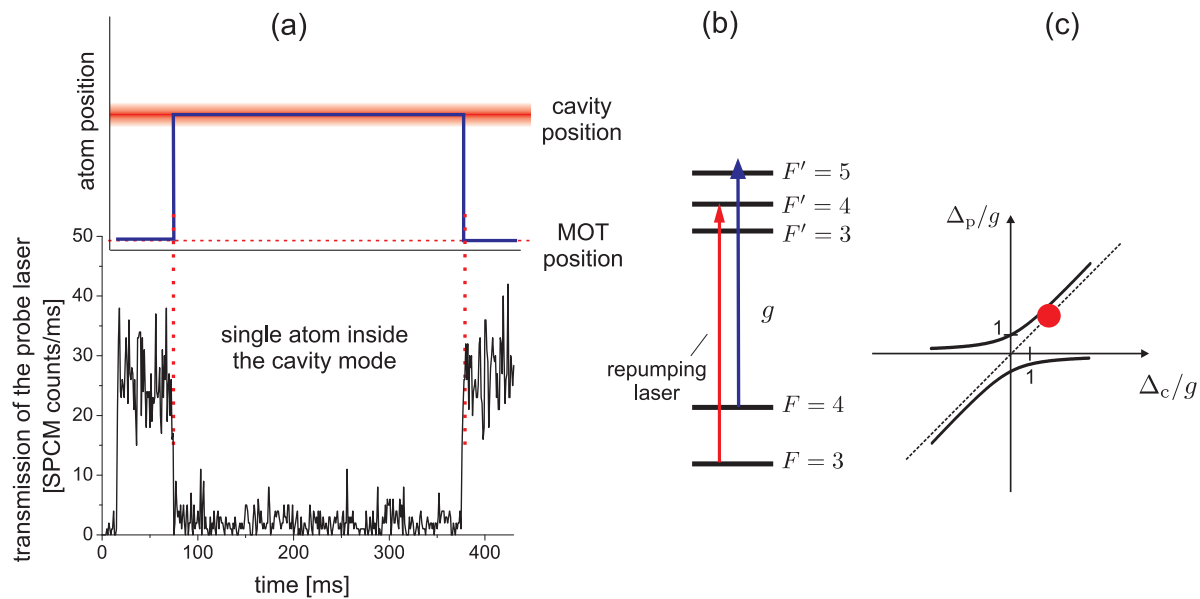 (a)
atom position
cavity
position
MOT
position
transmission of the probe laser
[SPCM counts/ms]
50
40
30
20
10
0
single atom inside
the cavity mode
0
100
200
300
400
time [ms]
(b)
F′ = 5
F′ = 4
F′ = 3
g
repumping
laser
F = 4
F = 3
(c)
Δp/g
1
1
Δc/g